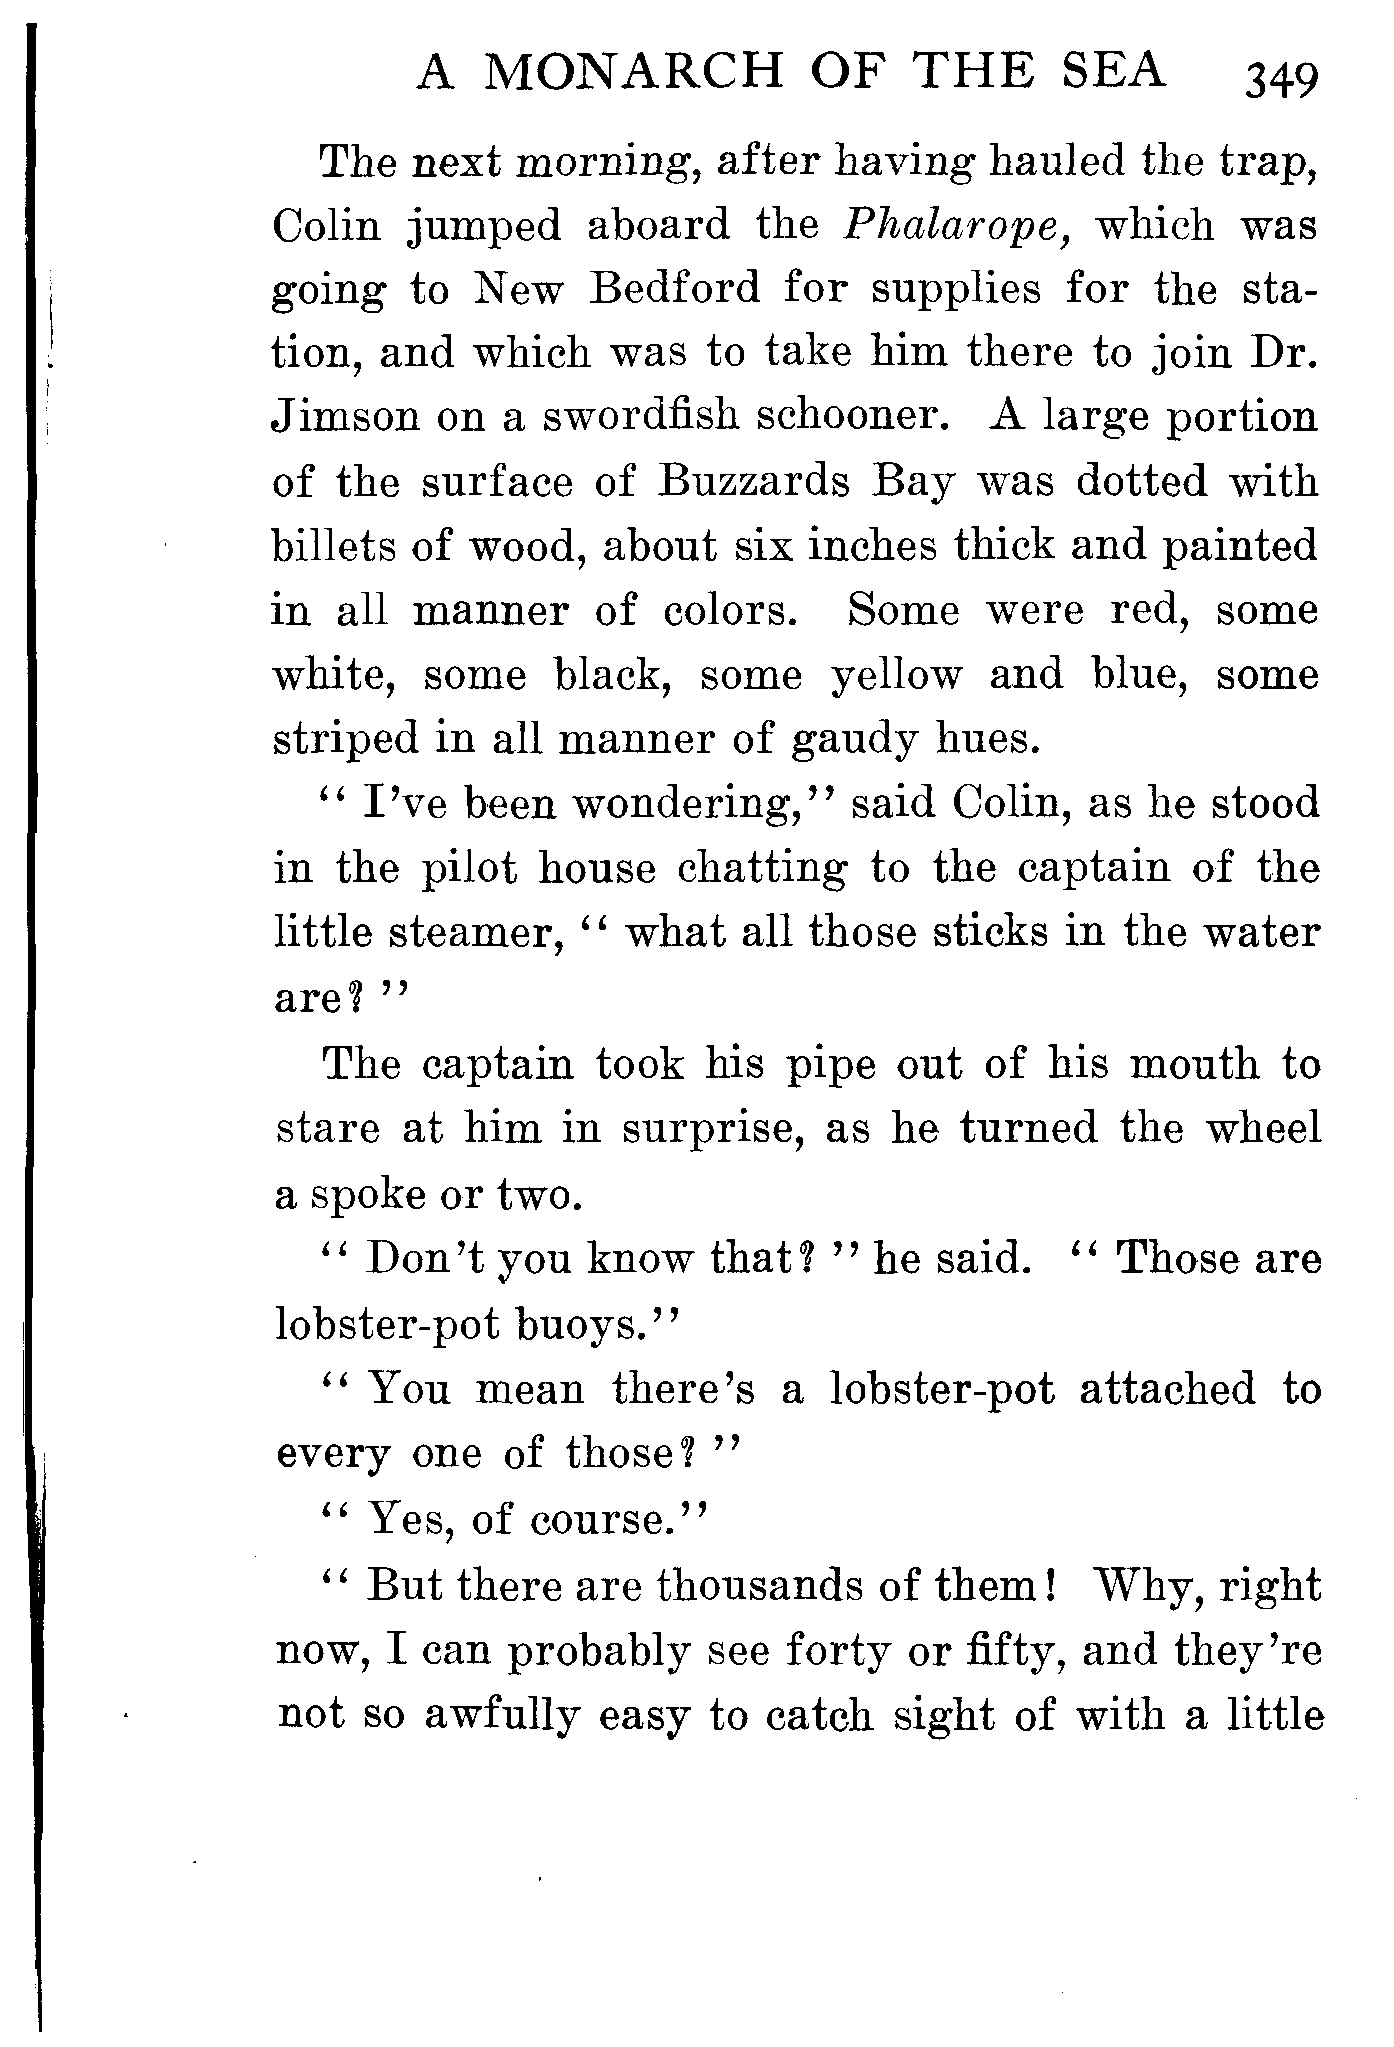 A MONARCH OF THE SEA 349
The next morning, after having hauled the trap,
Colin jumped aboard the Phalarope, which was
going to New Bedford for supplies for the sta-
tion, and which was to take him there to join Dr.
Jimson on a swordfish schooner. A large portion
of the surface of Buzzards Bay was dotted with
billets of wood, about six inches thick and painted
in all manner of colors. Some were red, some
white, some black, some yellow and blue, some
striped in all manner of gaudy hues.
“ I’ve been wondering,” said Colin, as he stood
in the pilot house chatting to the captain of the
little steamer, “ what all those sticks in the water
are? ”
The captain took his pipe out of his mouth to
stare at him in surprise, as he turned the wheel
a spoke or two.
“ Don’t you know that? ” he said. “ Those are
lobster-pot buoys.”
“ You mean there’s a lobster-pot attached to
every one of those? ”
“ Yes, of course.”
“ But there are thousands of them! Why, right
now, I can probably see forty or fifty, and they’re
not so awfully easy to catch sight of with a little